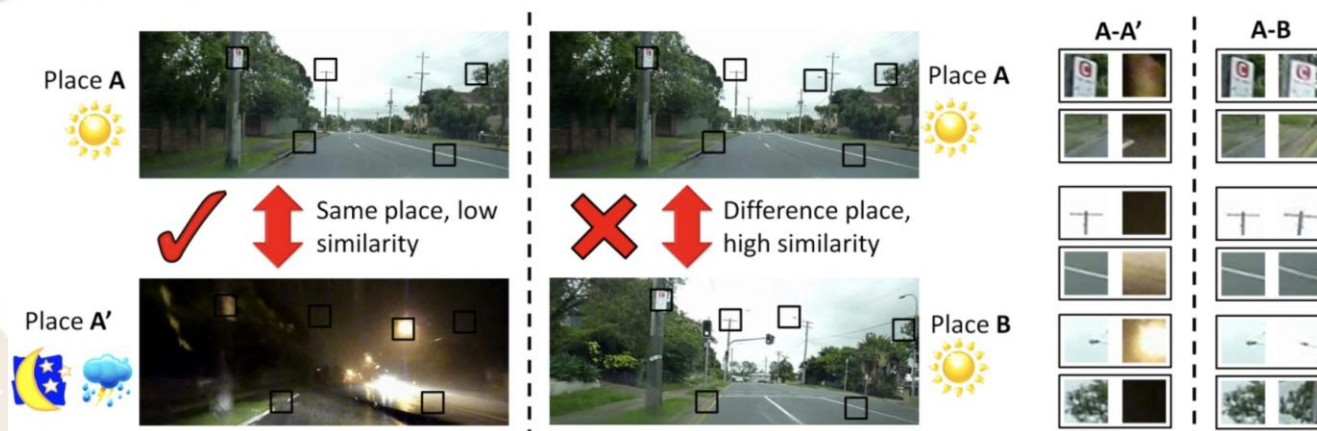 Place A
Same place, low
similarity
Place A'
Place A
Difference place,
high similarity
Place B
A-A’
A-B
C
C
C